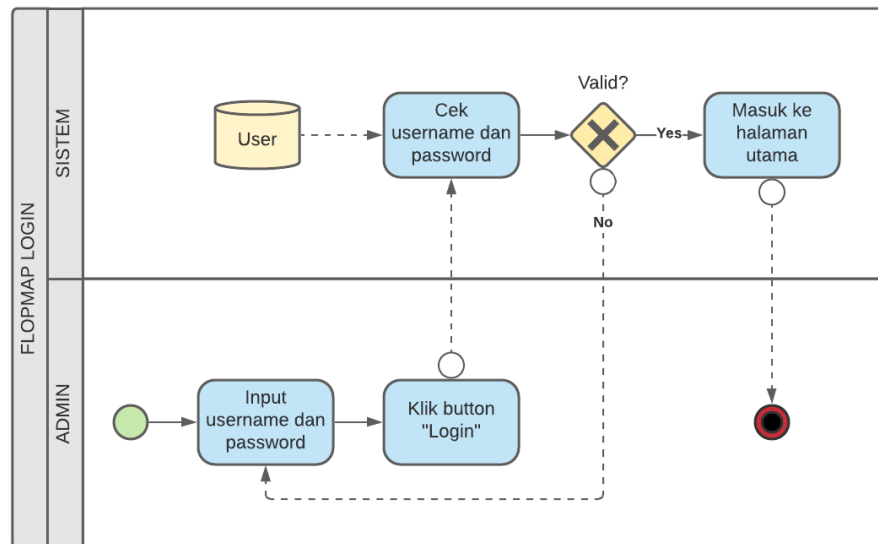 FLOPMAP LOGIN
SISTEM
User
Cek
username dan
password
Valid?
Yes
No
Masuk ke
halaman
utama
ADMIN
Input
username dan
password
Klik button
"Login"